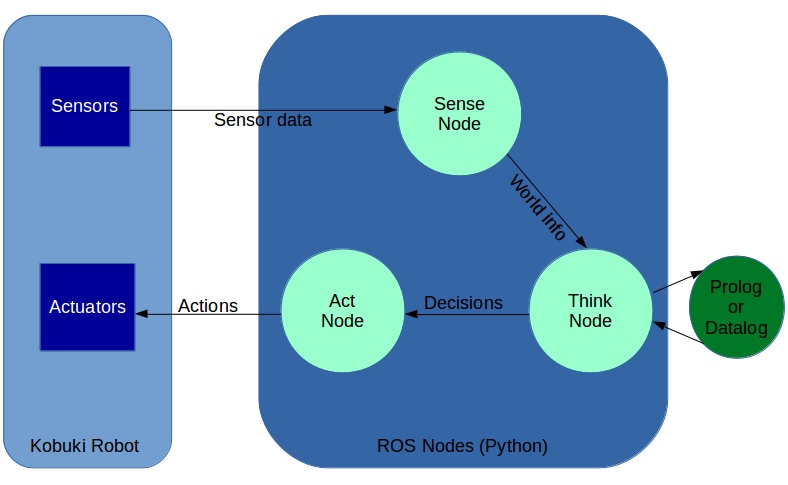 Sensors
Sensor data
Sense
Node
World info
Actuators
Actions
Act
Node
Decisions
Think
Node
Prolog
or
Datalog
Kobuki Robot
ROS Nodes (Python)